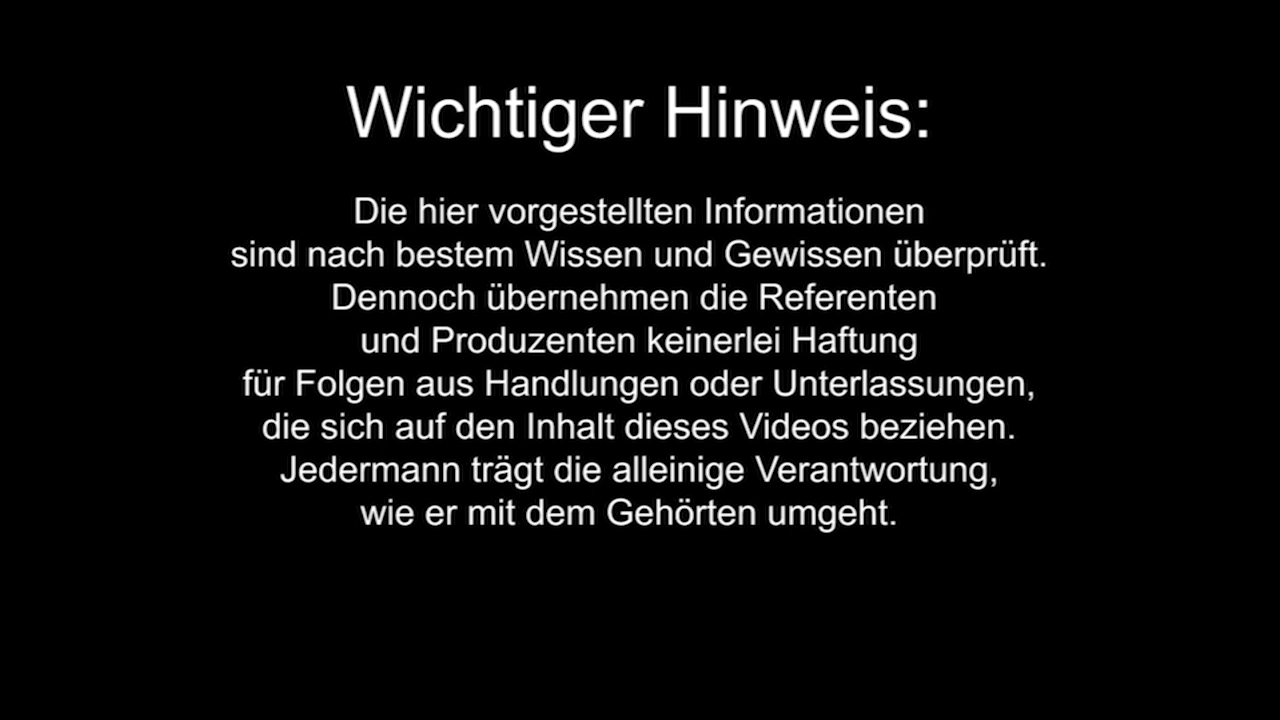 Wichtiger Hinweis:
Die hier vorgestellten Informationen
sind nach bestem Wissen und Gewissen überprüft.
Dennoch übernehmen die Referenten
und Produzenten keinerlei Haftung
für Folgen aus Handlungen oder Unterlassungen,
die sich auf den Inhalt dieses Videos beziehen.
Jedermann trägt die alleinige Verantwortung,
wie er mit dem Gehörten umgeht.